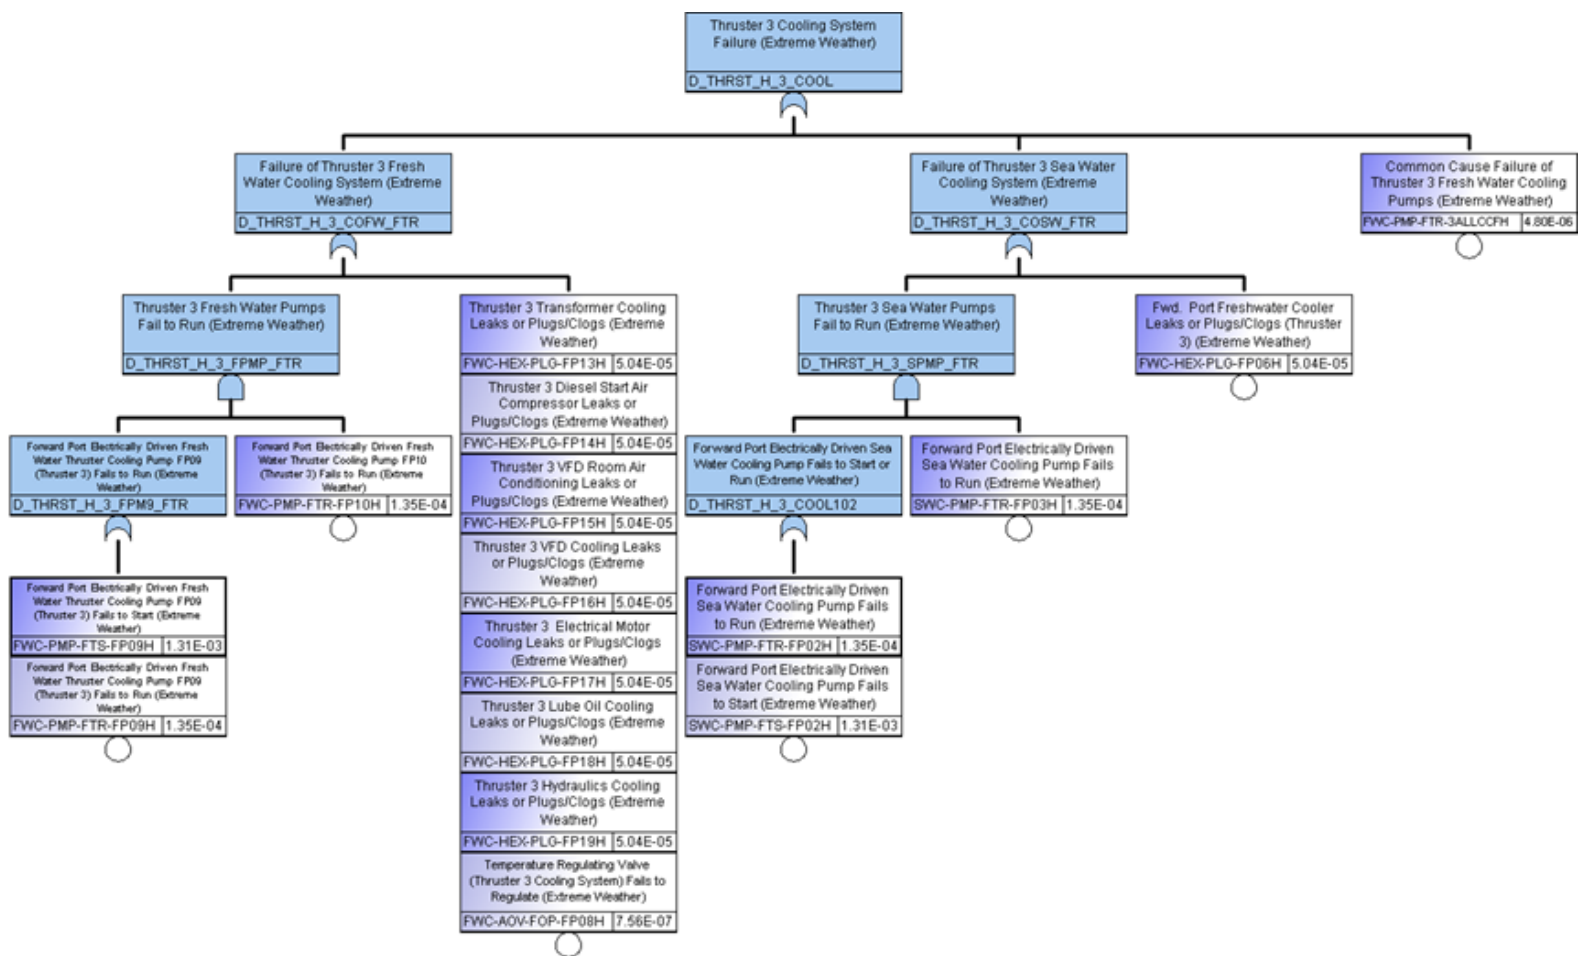 Thruster 3 Cooling System
Failure (Extreme Weather)
D_THRST_H_3_COOL
Failure of Thruster 3 Fresh
Water Cooling System (Extreme
Weather)
D_THRST_H_3_COFW_FTR
Failure of Thruster 3 Sea Water
Cooling System (Extreme
Weather)
D_THRST_H_3_COSW_FTR
Common Cause Failure of
Thruster 3 Fresh Water Cooling
Pumps (Extreme Weather)
FWC-PMP-FTR-3ALLCCFH 4.80E-06
Thruster 3 Fresh Water Pumps
Fail to Run (Extreme Weather)
D_THRST_H_3_FPMP_FTR
Thruster 3 Transformer Cooling
Leaks or Plugs/Clogs (Extreme
Weather)
FWC-HEX-PLG-FP13H 5.04E-05
Thruster 3 Diesel Start Air
Compressor Leaks or
Plugs/Clogs (Extreme Weather)
FWC-HEX-PLG-FP14H 5.04E-05
Thruster 3 VFD Room Air
Conditioning Leaks or
Plugs/Clogs (Extreme Weather)
FWC-HEX-PLG-FP15H 5.04E-05
Thruster 3 VFD Cooling Leaks
or Plugs/Clogs (Extreme
Weather)
FWC-HEX-PLG-FP16H 5.04E-05
Thruster 3 Electrical Motor
Cooling Leaks or Plugs/Clogs
(Extreme Weather)
FWC-HEX-PLG-FP17H 5.04E-05
Thruster 3 Lube Oil Cooling
Leaks or Plugs/Clogs (Extreme
Weather)
FWC-HEX-PLG-FP18H 5.04E-05
Thruster 3 Hydraulics Cooling
Leaks or Plugs/Clogs (Extreme
Weather)
FWC-HEX-PLG-FP19H 5.04E-05
Temperature Regulating Valve
(Thruster 3 Cooling System) Fails to
Regulate (Extreme Weather)
FWC-AOV-FOP-FP08H 7.56E-07
Thruster 3 Sea Water Pumps
Fail to Run (Extreme Weather)
D_THRST_H_3_SPMP_FTR
Fwd. Port Freshwater Cooler
Leaks or Plugs/Clogs (Thruster
3) (Extreme Weather)
FWC-HEX-PLG-FP06H 5.04E-05
Forward Port Electrically Driven Fresh
Water Thruster Cooling Pump FP09
(Thruster 3) Fails to Run (Extreme
Weather)
D_THRST_H_3_FPM9_FTR
Forward Port Electrically Driven Fresh
Water Thruster Cooling Pump FP10
(Thruster 3) Fails to Run (Extreme
Weather)
FWC-PMP-FTR-FP10H 1.35E-04
Forward Port Electrically Driven Sea
Water Cooling Pump Fails to Start or
Run (Extreme Weather)
D_THRST_H_3_COOL102
Forward Port Electrically Driven
Sea Water Cooling Pump Fails
to Run (Extreme Weather)
SWC-PMP-FTR-FP03H 1.35E-04
Forward Port Electrically Driven Fresh
Water Thruster Cooling Pump FP09
(Thruster 3) Fails to Start (Extreme
Weather)
FWC-PMP-FTS-FP09H 1.31E-03
Forward Port Electrically Driven Fresh
Water Thruster Cooling Pump FP09
(Thruster 3) Fails to Run (Extreme
Weather)
FWC-PMP-FTR-FP09H 1.35E-04
Forward Port Electrically Driven
Sea Water Cooling Pump Fails
to Run (Extreme Weather)
SWC-PMP-FTR-FP02H 1.35E-04
Forward Port Electrically Driven
Sea Water Cooling Pump Fails
to Start (Extreme Weather)
SWC-PMP-FTS-FP02H 1.31E-03